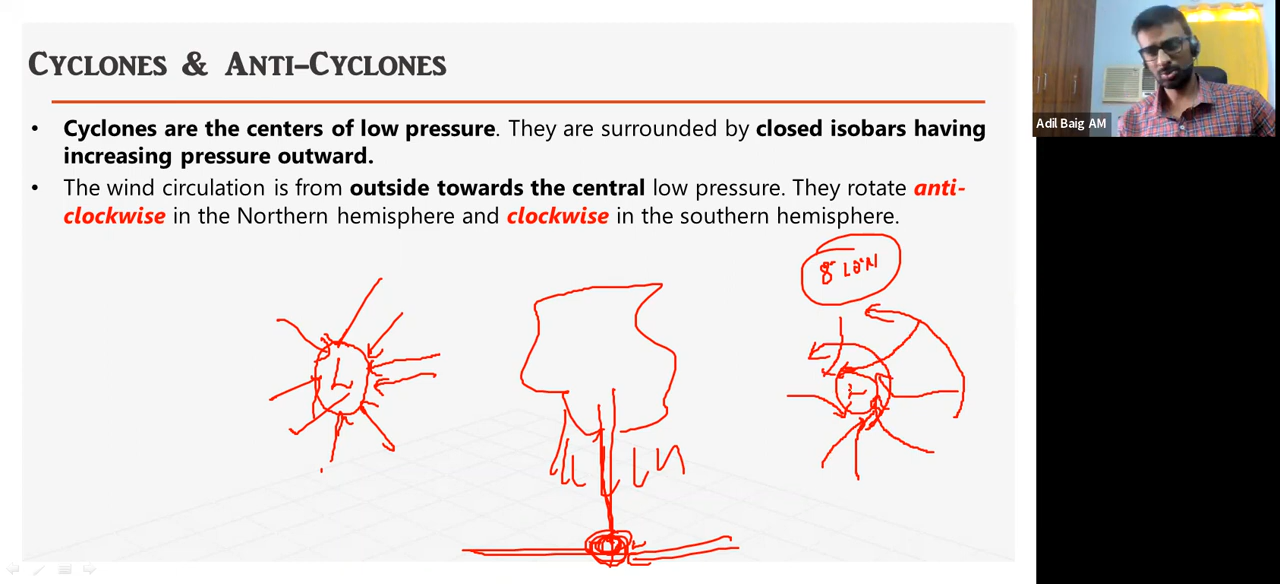 Cyclones & Anti-Cyclones
• Cyclones are the centers of low pressure. They are surrounded by closed isobars having
increasing pressure outward.
• The wind circulation is from outside towards the central low pressure. They rotate anti-
clockwise in the Northern hemisphere and clockwise in the southern hemisphere.
L
L
Adil Baig AM